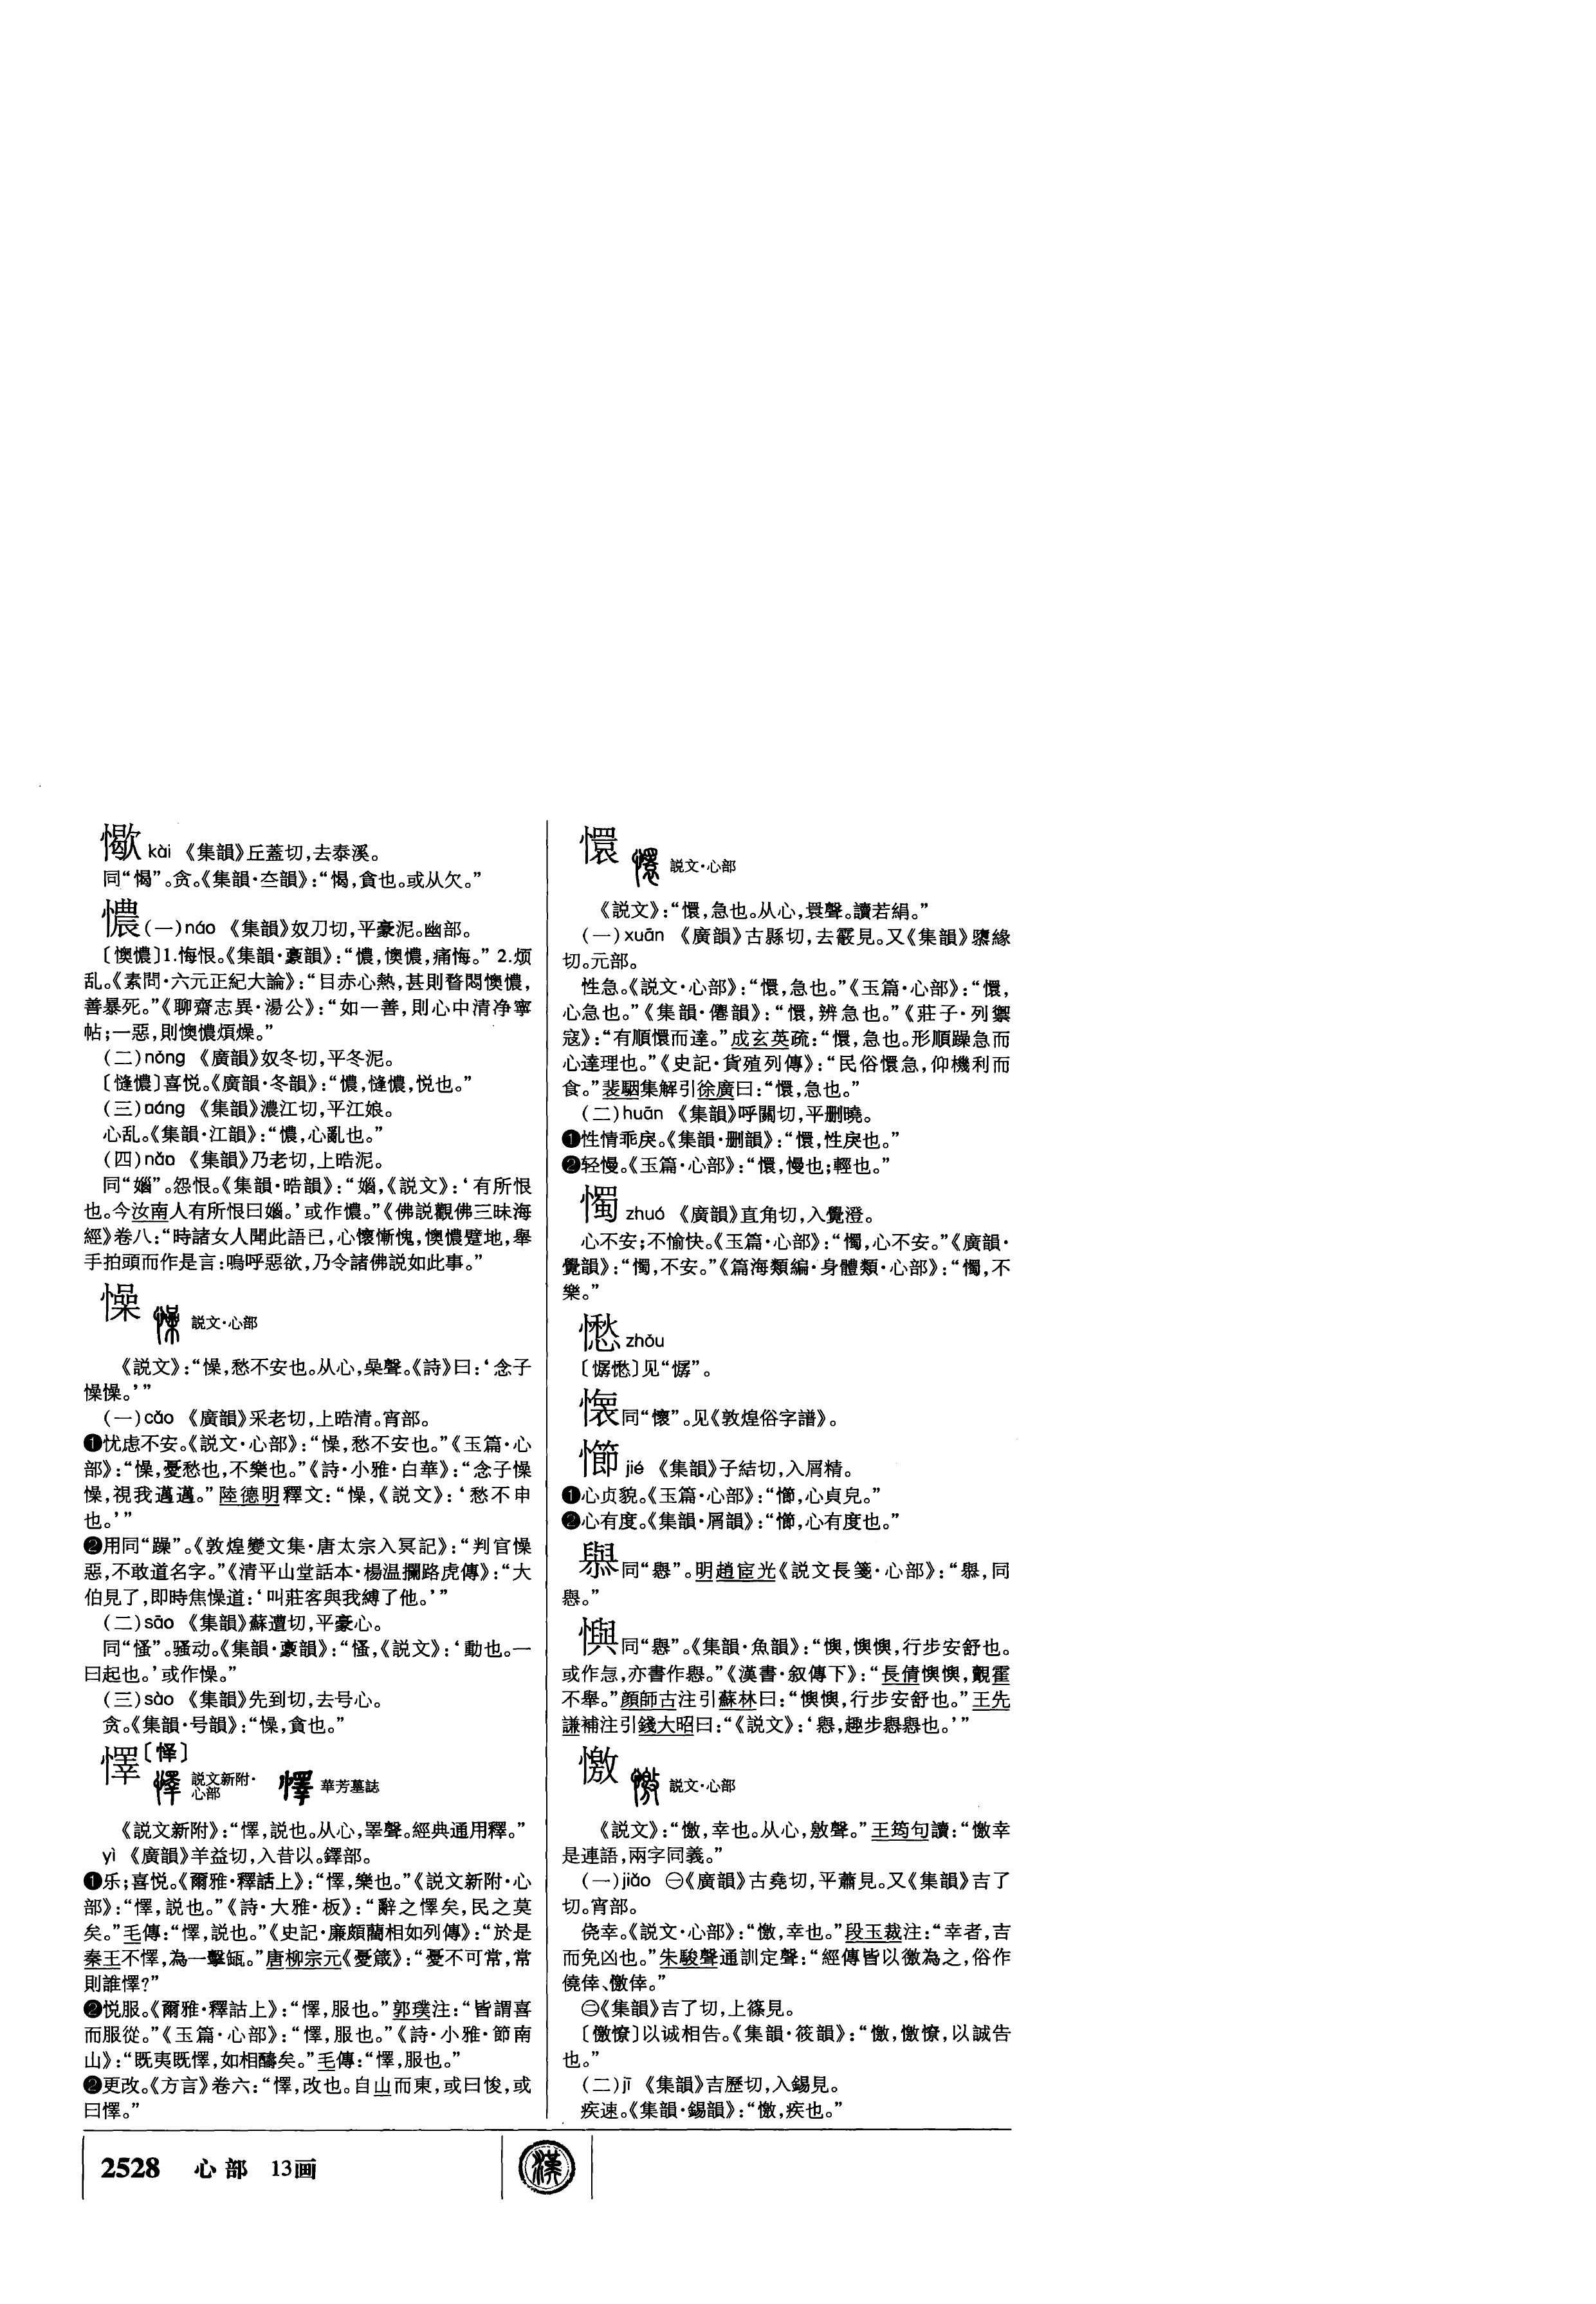 kài 《集韻》丘蓋切,去泰溪。
同“愒”。贪。《集韻·夳韻》:“愒,貪也。或从欠。”
憹(一)náo 《集韻》奴刀切,平豪泥。幽部。
〔懊憹〕1.悔恨。《集韻·豪韻》:“憹,懊憹,痛悔。” 2.烦
乱。《素問·六元正紀大論》:“目赤心熱,甚則瞀悶懊憹,
善暴死。”《聊齋志異·湯公》:“如一善,則心中清净寧
帖;一惡,則懊憹煩燥。”
(二)nóng 《廣韻》奴冬切,平冬泥。
〔憽憹〕喜悦。《廣韻·冬韻》:“憹,憽憹,悦也。”
(三)náng 《集韻》濃江切,平江娘。
心乱。《集韻·江韻》:“憹,心亂也。”
(四)nǎo 《集韻》乃老切,上晧泥。
同“㛴”。怨恨。《集韻·晧韻》:“㛴,《説文》:‘有所恨
也。今汝南人有所恨曰㛴。’或作憹。”《佛説觀佛三昧海
經》卷八:“時諸女人聞此語已,心懷慚愧,懊憹躄地,舉
手拍頭而作是言:嗚呼惡欲,乃令諸佛説如此事。”
懆 説文·心部
《説文》:“懆,愁不安也。从心,喿聲。《詩》曰:‘念子
懆懆。’”
(一)cǎo 《廣韻》采老切,上晧清。宵部。
❶忧虑不安。《説文·心部》:“懆,愁不安也。”《玉篇·心
部》:“懆,憂愁也,不樂也。”《詩·小雅·白華》:“念子懆
懆,視我邁邁。”陸德明釋文:“懆,《説文》:‘愁不申
也。’”
❷用同“躁”。《敦煌變文集·唐太宗入冥記》:“判官懆
惡,不敢道名字。”《清平山堂話本·楊温攔路虎傳》:“大
伯見了,即時焦懆道:‘叫莊客與我縛了他。’”
(二)sāo 《集韻》蘇遭切,平豪心。
同“慅”。骚动。《集韻·豪韻》:“慅,《説文》:‘動也。一
曰起也。’或作懆。”
(三)sào 《集韻》先到切,去号心。
贪。《集韻·号韻》:“懆,貪也。”
懌〔怿〕 説文新附·心部 華芳墓誌
《説文新附》:“懌,説也。从心,睪聲。經典通用釋。”
yì 《廣韻》羊益切,入昔以。鐸部。
❶乐;喜悦。《爾雅·釋詁上》:“懌,樂也。”《説文新附·心
部》:“懌,説也。”《詩·大雅·板》:“辭之懌矣,民之莫
矣。”毛傳:“懌,説也。”《史記·廉頗藺相如列傳》:“於是
秦王不懌,為一擊缻。”唐柳宗元《憂箴》:“憂不可常,常
則誰懌?”
❷悦服。《爾雅·釋詁上》:“懌,服也。”郭璞注:“皆謂喜
而服從。”《玉篇·心部》:“懌,服也。”《詩·小雅·節南
山》:“既夷既懌,如相醻矣。”毛傳:“懌,服也。”
❷更改。《方言》卷六:“懌,改也。自山而東,或曰悛,或
曰懌。”
懁 説文·心部
《説文》:“懁,急也。从心,瞏聲。讀若絹。”
(一)xuān 《廣韻》古縣切,去霰見。又《集韻》隳緣
切。元部。
性急。《説文·心部》:“懁,急也。”《玉篇·心部》:“懁,
心急也。”《集韻·僊韻》:“懁,辨急也。”《莊子·列禦
寇》:“有順懁而達。”成玄英疏:“懁,急也。形順躁急而
心達理也。”《史記·貨殖列傳》:“民俗懁急,仰機利而
食。”裴駰集解引徐廣曰:“懁,急也。”
(二)huān 《集韻》呼關切,平删曉。
❶性情乖戾。《集韻·删韻》:“懁,性戾也。”
❷轻慢。《玉篇·心部》:“懁,慢也;輕也。”
㦆 zhuó 《廣韻》直角切,入覺澄。
心不安;不愉快。《玉篇·心部》:“㦆,心不安。”《廣韻·
覺韻》:“㦆,不安。”《篇海類編·身體類·心部》:“㦆,不
樂。”
zhǒu
见“㦅”。
同“懷”。见《敦煌俗字譜》。
㦢 jié 《集韻》子結切,入屑精。
❶心贞貌。《玉篇·心部》:“㦢,心貞皃。”
❷心有度。《集韻·屑韻》:“㦢,心有度也。”
同“懇”。明趙宧光《説文長箋·心部》:“,同
㦛。”
懙同“㦛”。《集韻·魚韻》:“懙,懙懙,行步安舒也。
或作忬,亦書作㦛。”《漢書·叙傳下》:“長倩懙懙,覿霍
不舉。”顔師古注引蘇林曰:“懙懙,行步安舒也。”王先
謙補注引錢大昭曰:“《説文》:‘㦛,趣步㦛㦛也。’”
憿 説文·心部
《説文》:“憿,幸也。从心,敫聲。”王筠句讀:“憿幸
是連語,兩字同義。”
(一)jiǎo ㊀《廣韻》古堯切,平蕭見。又《集韻》吉了
切。宵部。
侥幸。《説文·心部》:“憿,幸也。”段玉裁注:“幸者,吉
而免凶也。”朱駿聲通訓定聲:“經傳皆以徼為之,俗作
僥倖、儌倖。”
㊁《集韻》吉了切,上篠見。
〔憿憭〕以诚相告。《集韻·筱韻》:“憿,憿憭,以誠告
也。”
(二)jī 《集韻》吉歷切,入錫見。
疾速。《集韻·錫韻》:“憿,疾也。”
2528 心部 13画
漢